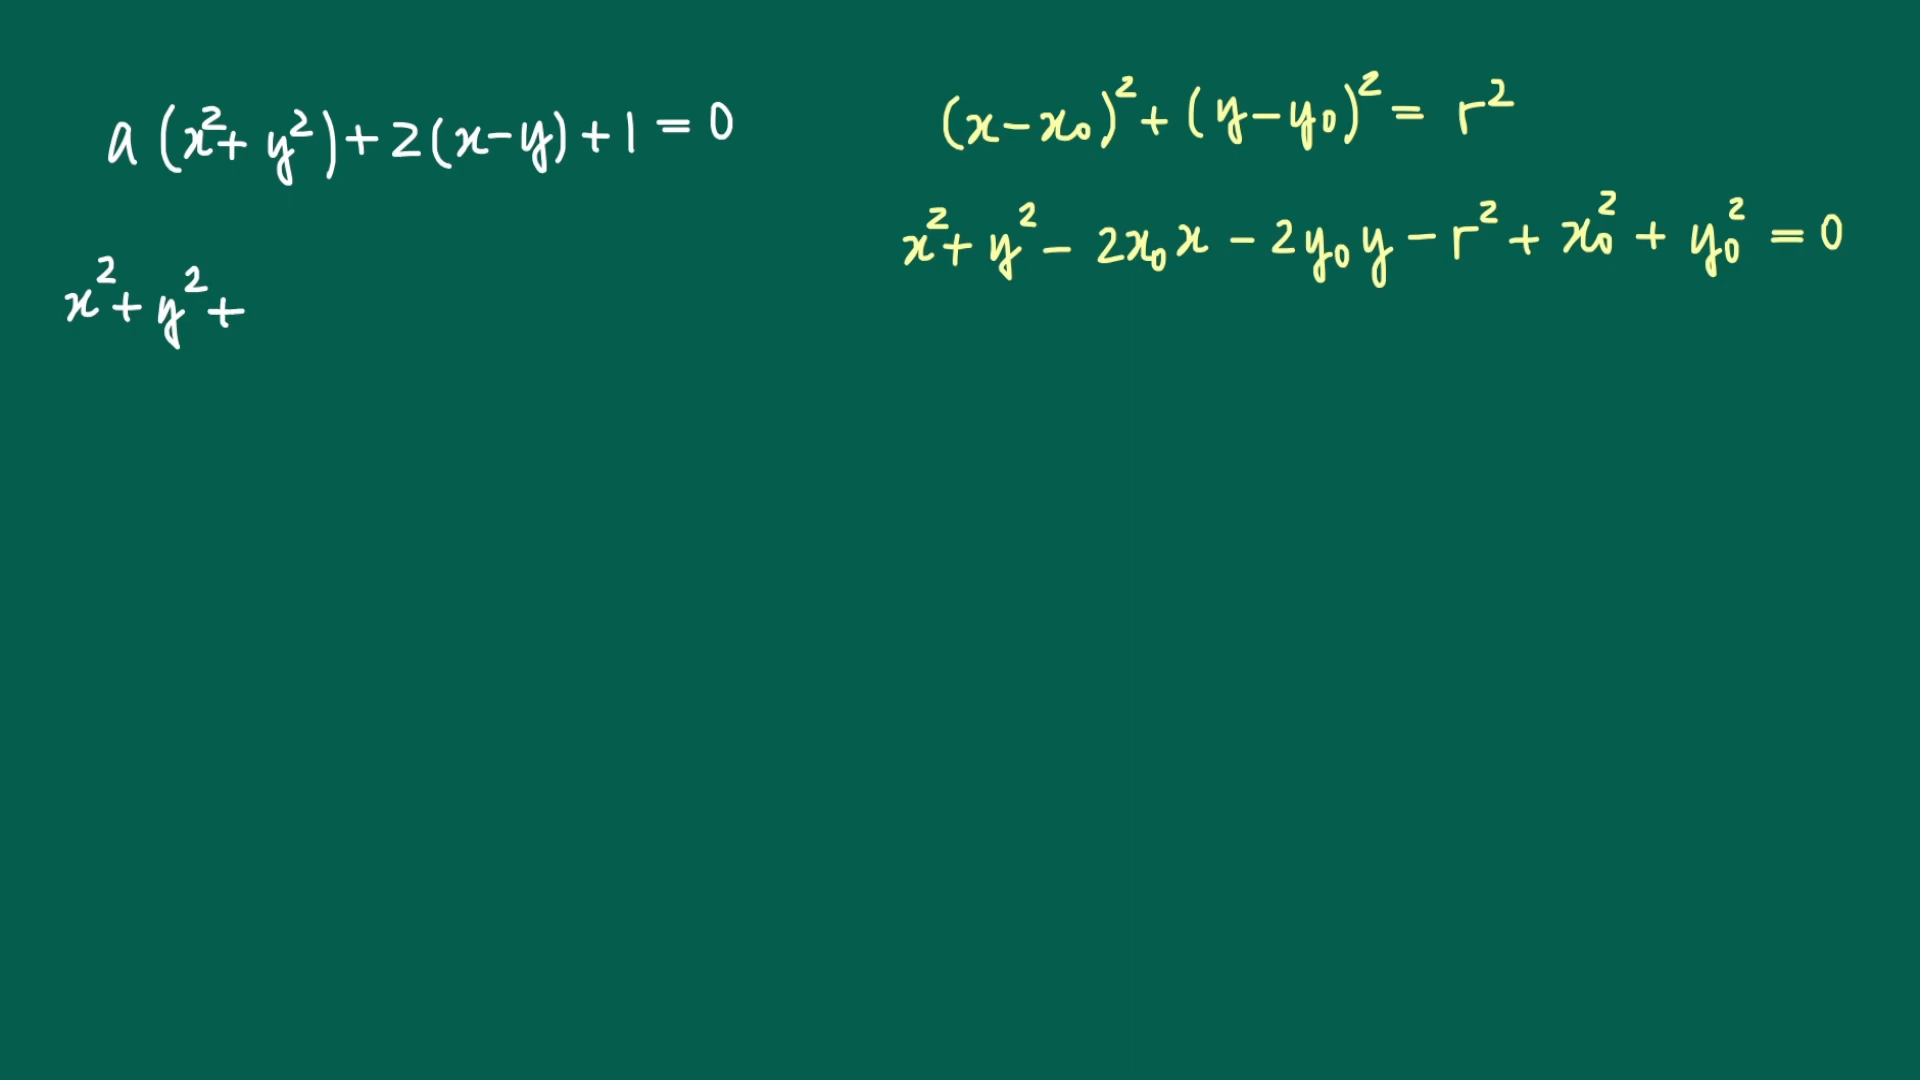 a(x²+y²)+2(x-y)+1=0
(x-x₀)²+(y-y₀)²=r²
x²+y²-2x₀x-2y₀y-r²+x₀²+y₀²=0
x²+y²+